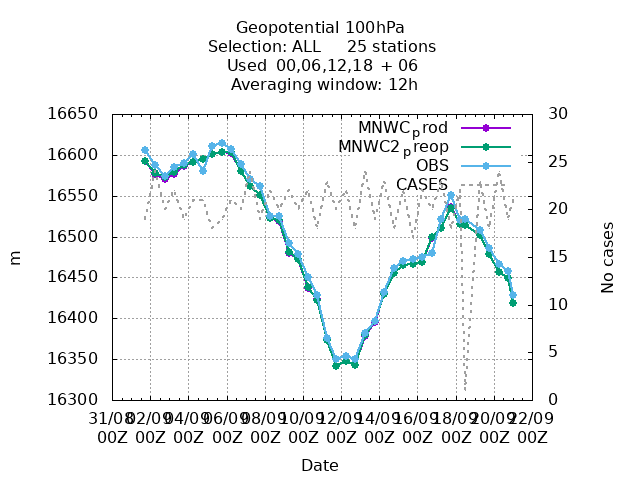 Geopotential 100hPa
Selection: ALL 25 stations
Used 00,06,12,18 + 06
Averaging window: 12h
16650
16600
16550
16500
16450
16400
16350
16300
m
30
25
20
15
10
5
0
No cases
MNWCprod
MNWC2preop
OBS
CASES
31/08 02/09 04/09 06/09 08/09 10/09 12/09 14/09 16/09 18/09 20/09 22/09
00Z 00Z 00Z 00Z 00Z 00Z 00Z 00Z 00Z 00Z 00Z 00Z
Date